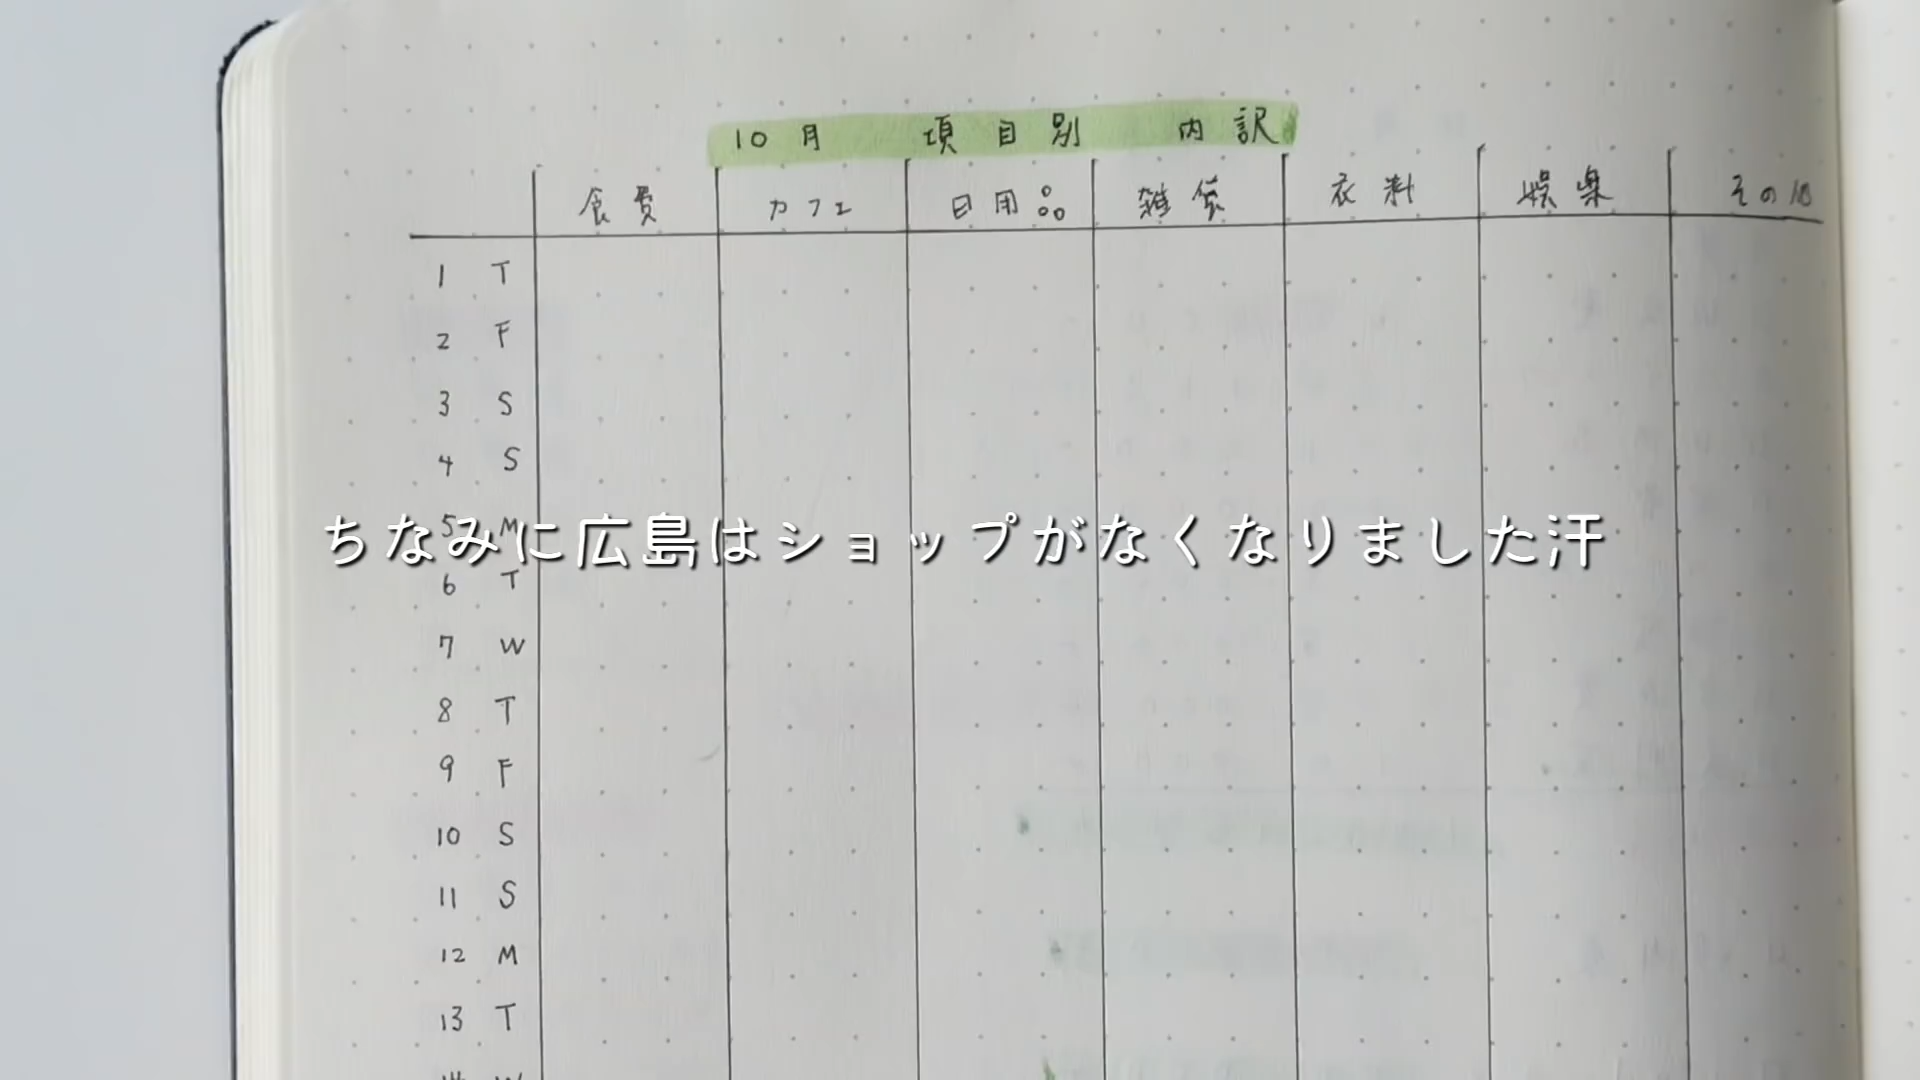 10月 項目別 内訳
食費 カフェ 日用品 雑貨 衣料 娯楽 その他
1 T
2 F
3 S
4 S
ちなみに広島はショップがなくなりました汗
5 M
6 T
7 W
8 T
9 F
10 S
11 S
12 M
13 T